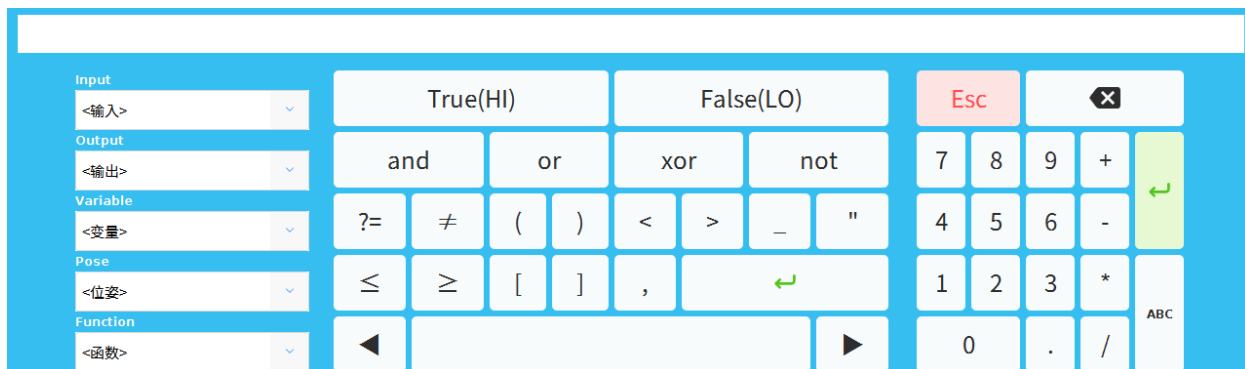 Input
<输入>
Output
<输出>
Variable
<变量>
Pose
<位姿>
Function
<函数>
True(HI) False(LO)
and or xor not
?= ≠ ( ) < > _ "
≤ ≥ [ ] ,
Esc
7 8 9 +
4 5 6 -
1 2 3 *
ABC
0 . /